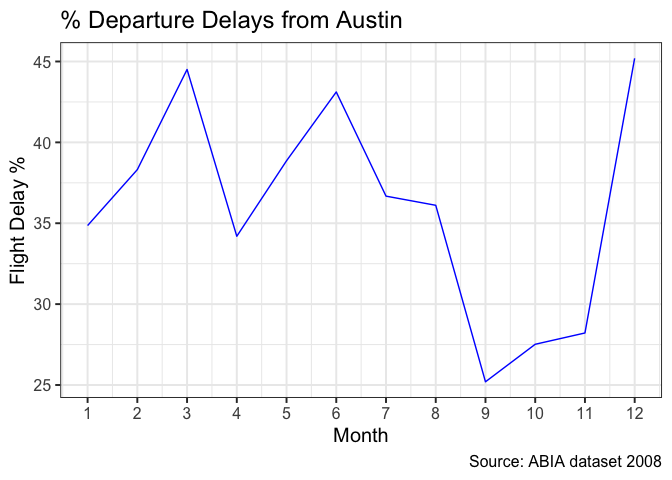 % Departure Delays from Austin
Flight Delay %
45
40
35
30
25
1 2 3 4 5 6 7 8 9 10 11 12
Month
Source: ABIA dataset 2008